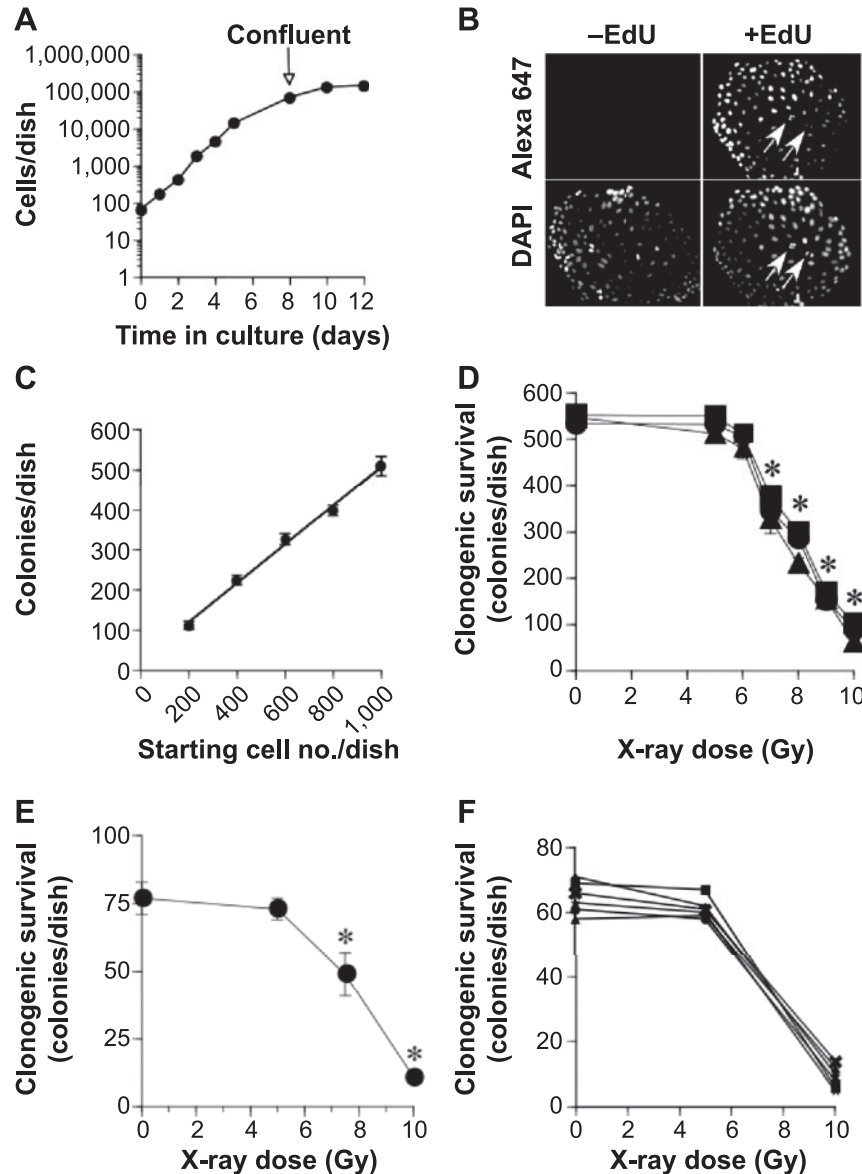 A
Confluent
1,000,000
100,000
10,000
1,000
100
10
1
Cells/dish
0 2 4 6 8 10 12
Time in culture (days)
B
–EdU +EdU
Alexa 647
DAPI
C
600
500
400
300
200
100
0
Colonies/dish
0 200 400 600 800 1,000
Starting cell no./dish
D
600
500
400
300
200
100
0
Clonogenic survival
(colonies/dish)
* * * *
0 2 4 6 8 10
X-ray dose (Gy)
E
100
75
50
25
0
Clonogenic survival
(colonies/dish)
* *
0 2 4 6 8 10
X-ray dose (Gy)
F
80
60
40
20
0
Clonogenic survival
(colonies/dish)
0 2 4 6 8 10
X-ray dose (Gy)